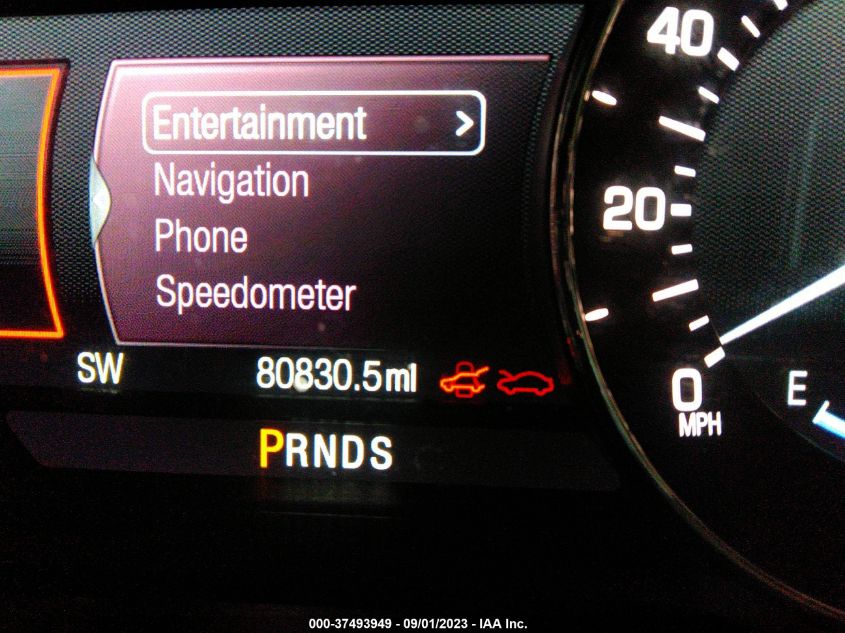 Entertainment >
Navigation
Phone
Speedometer
SW 80830.5mi
PRNDS
40
20
0
MPH
E
000-37493949 - 09/01/2023 - IAA Inc.